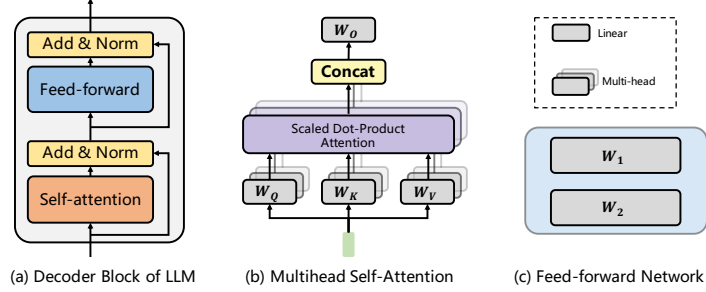 Add & Norm
Feed-forward
Add & Norm
Self-attention
(a) Decoder Block of LLM
W_O
Concat
Scaled Dot-Product
Attention
W_Q
W_K
W_V
(b) Multihead Self-Attention
Linear
Multi-head
W_1
W_2
(c) Feed-forward Network